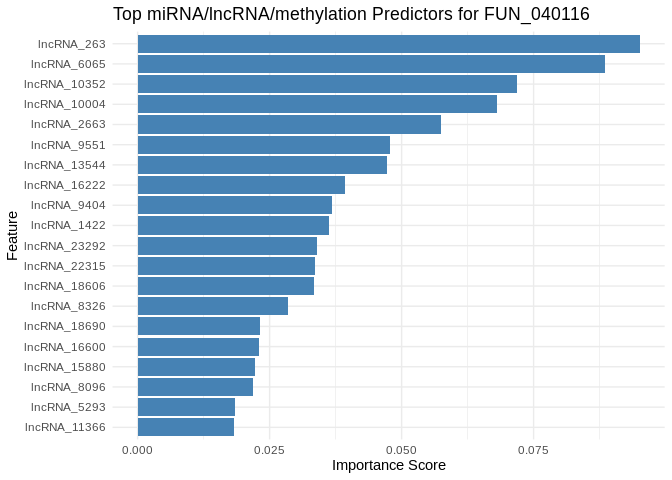 Top miRNA/lncRNA/methylation Predictors for FUN_040116
lncRNA_263
lncRNA_6065
lncRNA_10352
lncRNA_10004
lncRNA_2663
lncRNA_9551
lncRNA_13544
lncRNA_16222
lncRNA_9404
lncRNA_1422
lncRNA_23292
lncRNA_22315
lncRNA_18606
lncRNA_8326
lncRNA_18690
lncRNA_16600
lncRNA_15880
lncRNA_8096
lncRNA_5293
lncRNA_11366
Feature
0.000 0.025 0.050 0.075
Importance Score